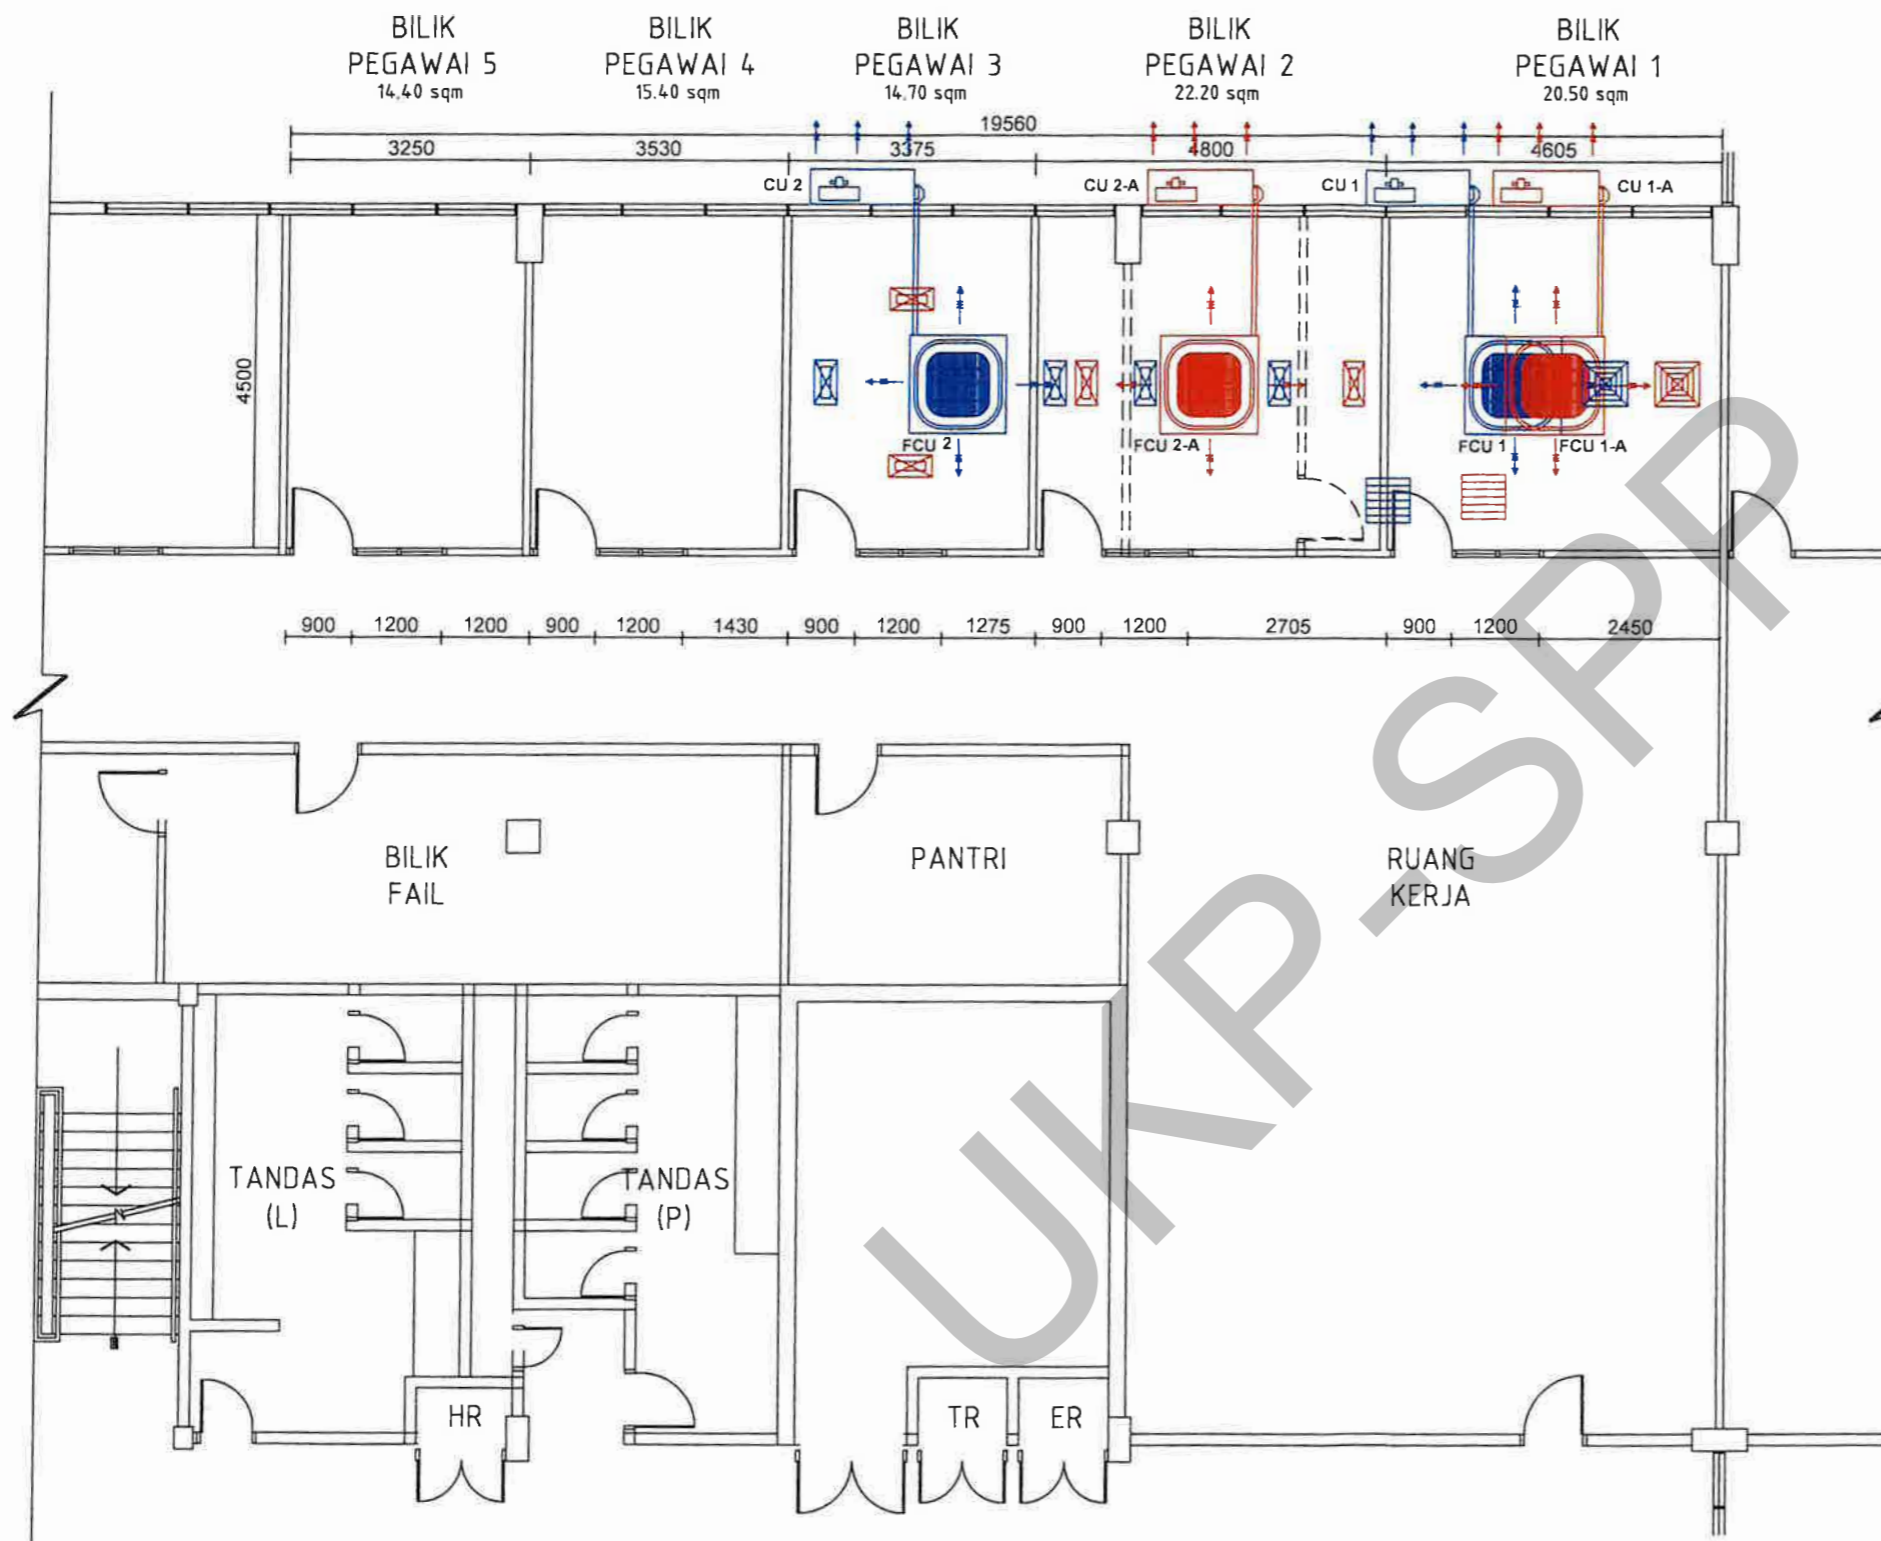 BILIK
PEGAWAI 5
14.40 sqm
BILIK
PEGAWAI 4
15.40 sqm
BILIK
PEGAWAI 3
14.70 sqm
BILIK
PEGAWAI 2
22.20 sqm
BILIK
PEGAWAI 1
20.50 sqm
19560
3250
3530
3375
4800
4605
CU 2
CU 2-A
CU 1
CU 1-A
4500
FCU 2
FCU 2-A
FCU 1
FCU 1-A
900
1200
1200
900
1200
1430
900
1200
1275
900
1200
2705
900
1200
2450
BILIK
FAIL
PANTRI
RUANG
KERJA
TANDAS
(L)
TANDAS
(P)
HR
TR
ER
UKP-SPP